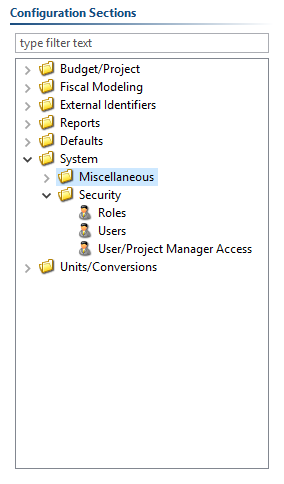 Configuration Sections
type filter text
Budget/Project
Fiscal Modeling
External Identifiers
Reports
Defaults
System
Miscellaneous
Security
Roles
Users
User/Project Manager Access
Units/Conversions